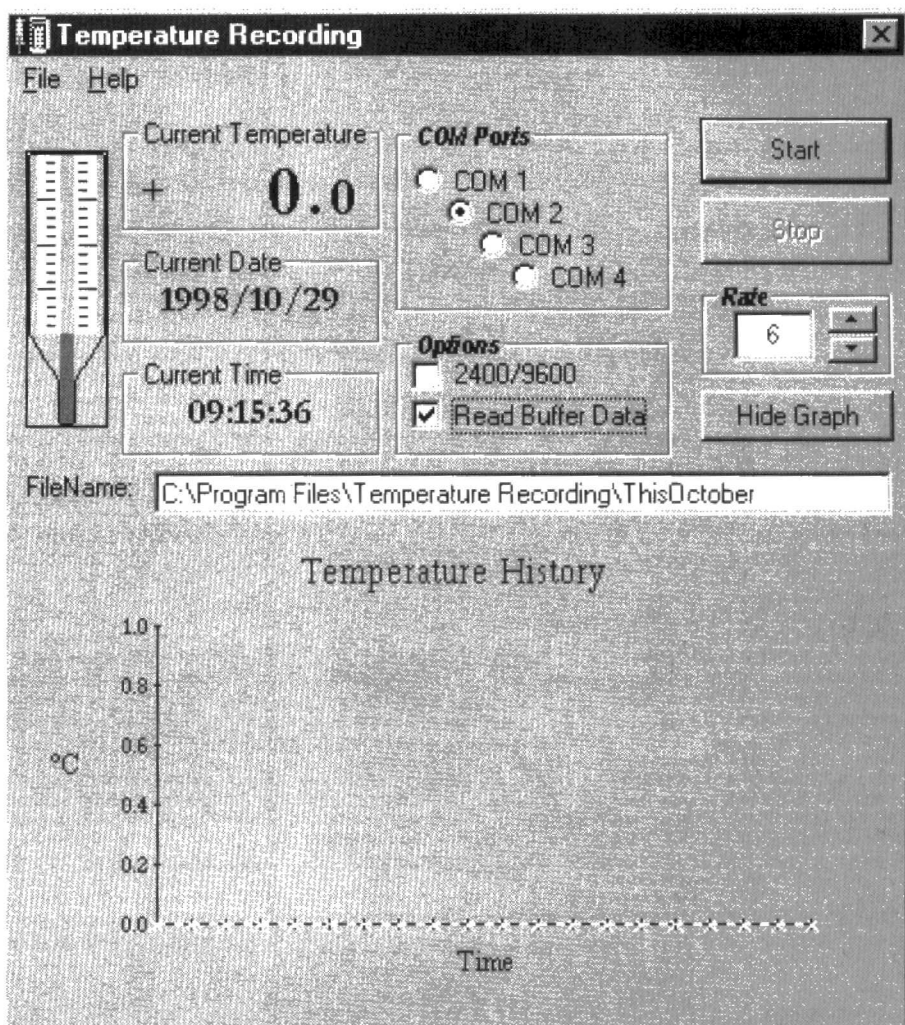 Temperature Recording
File Help
Current Temperature
+ 0.0
Current Date
1998/10/29
Current Time
09:15:36
COM Ports
COM 1
COM 2
COM 3
COM 4
Options
2400/9600
Read Buffer Data
Start
Stop
Rate
6
Hide Graph
FileName: C:\Program Files\Temperature Recording\ThisOctober
Temperature History
1.0
0.8
0.6
°C
0.4
0.2
0.0
Time